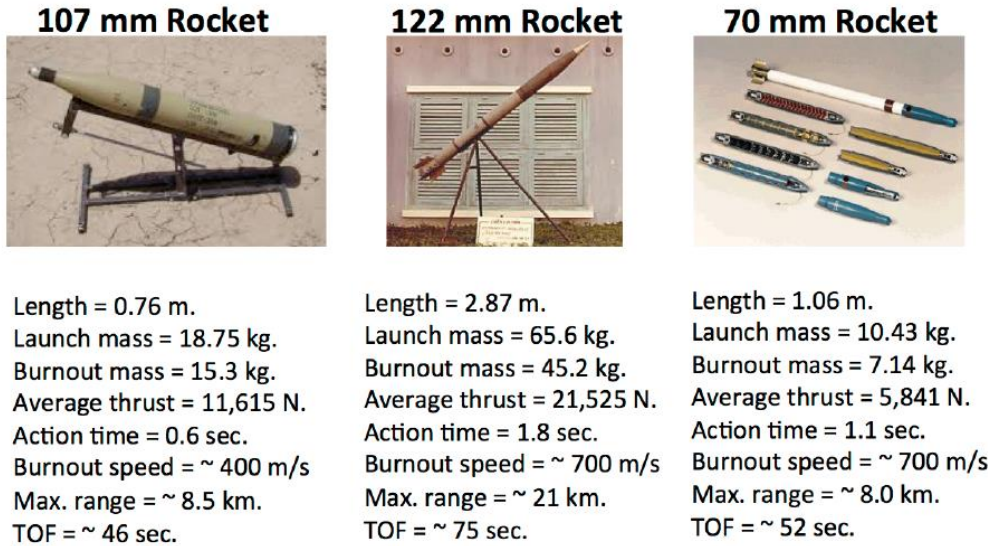 107 mm Rocket
Length = 0.76 m.
Launch mass = 18.75 kg.
Burnout mass = 15.3 kg.
Average thrust = 11,615 N.
Action time = 0.6 sec.
Burnout speed = ~ 400 m/s
Max. range = ~ 8.5 km.
TOF = ~ 46 sec.
122 mm Rocket
Length = 2.87 m.
Launch mass = 65.6 kg.
Burnout mass = 45.2 kg.
Average thrust = 21,525 N.
Action time = 1.8 sec.
Burnout speed = ~ 700 m/s
Max. range = ~ 21 km.
TOF = ~ 75 sec.
70 mm Rocket
Length = 1.06 m.
Launch mass = 10.43 kg.
Burnout mass = 7.14 kg.
Average thrust = 5,841 N.
Action time = 1.1 sec.
Burnout speed = ~ 700 m/s
Max. range = ~ 8.0 km.
TOF = ~ 52 sec.